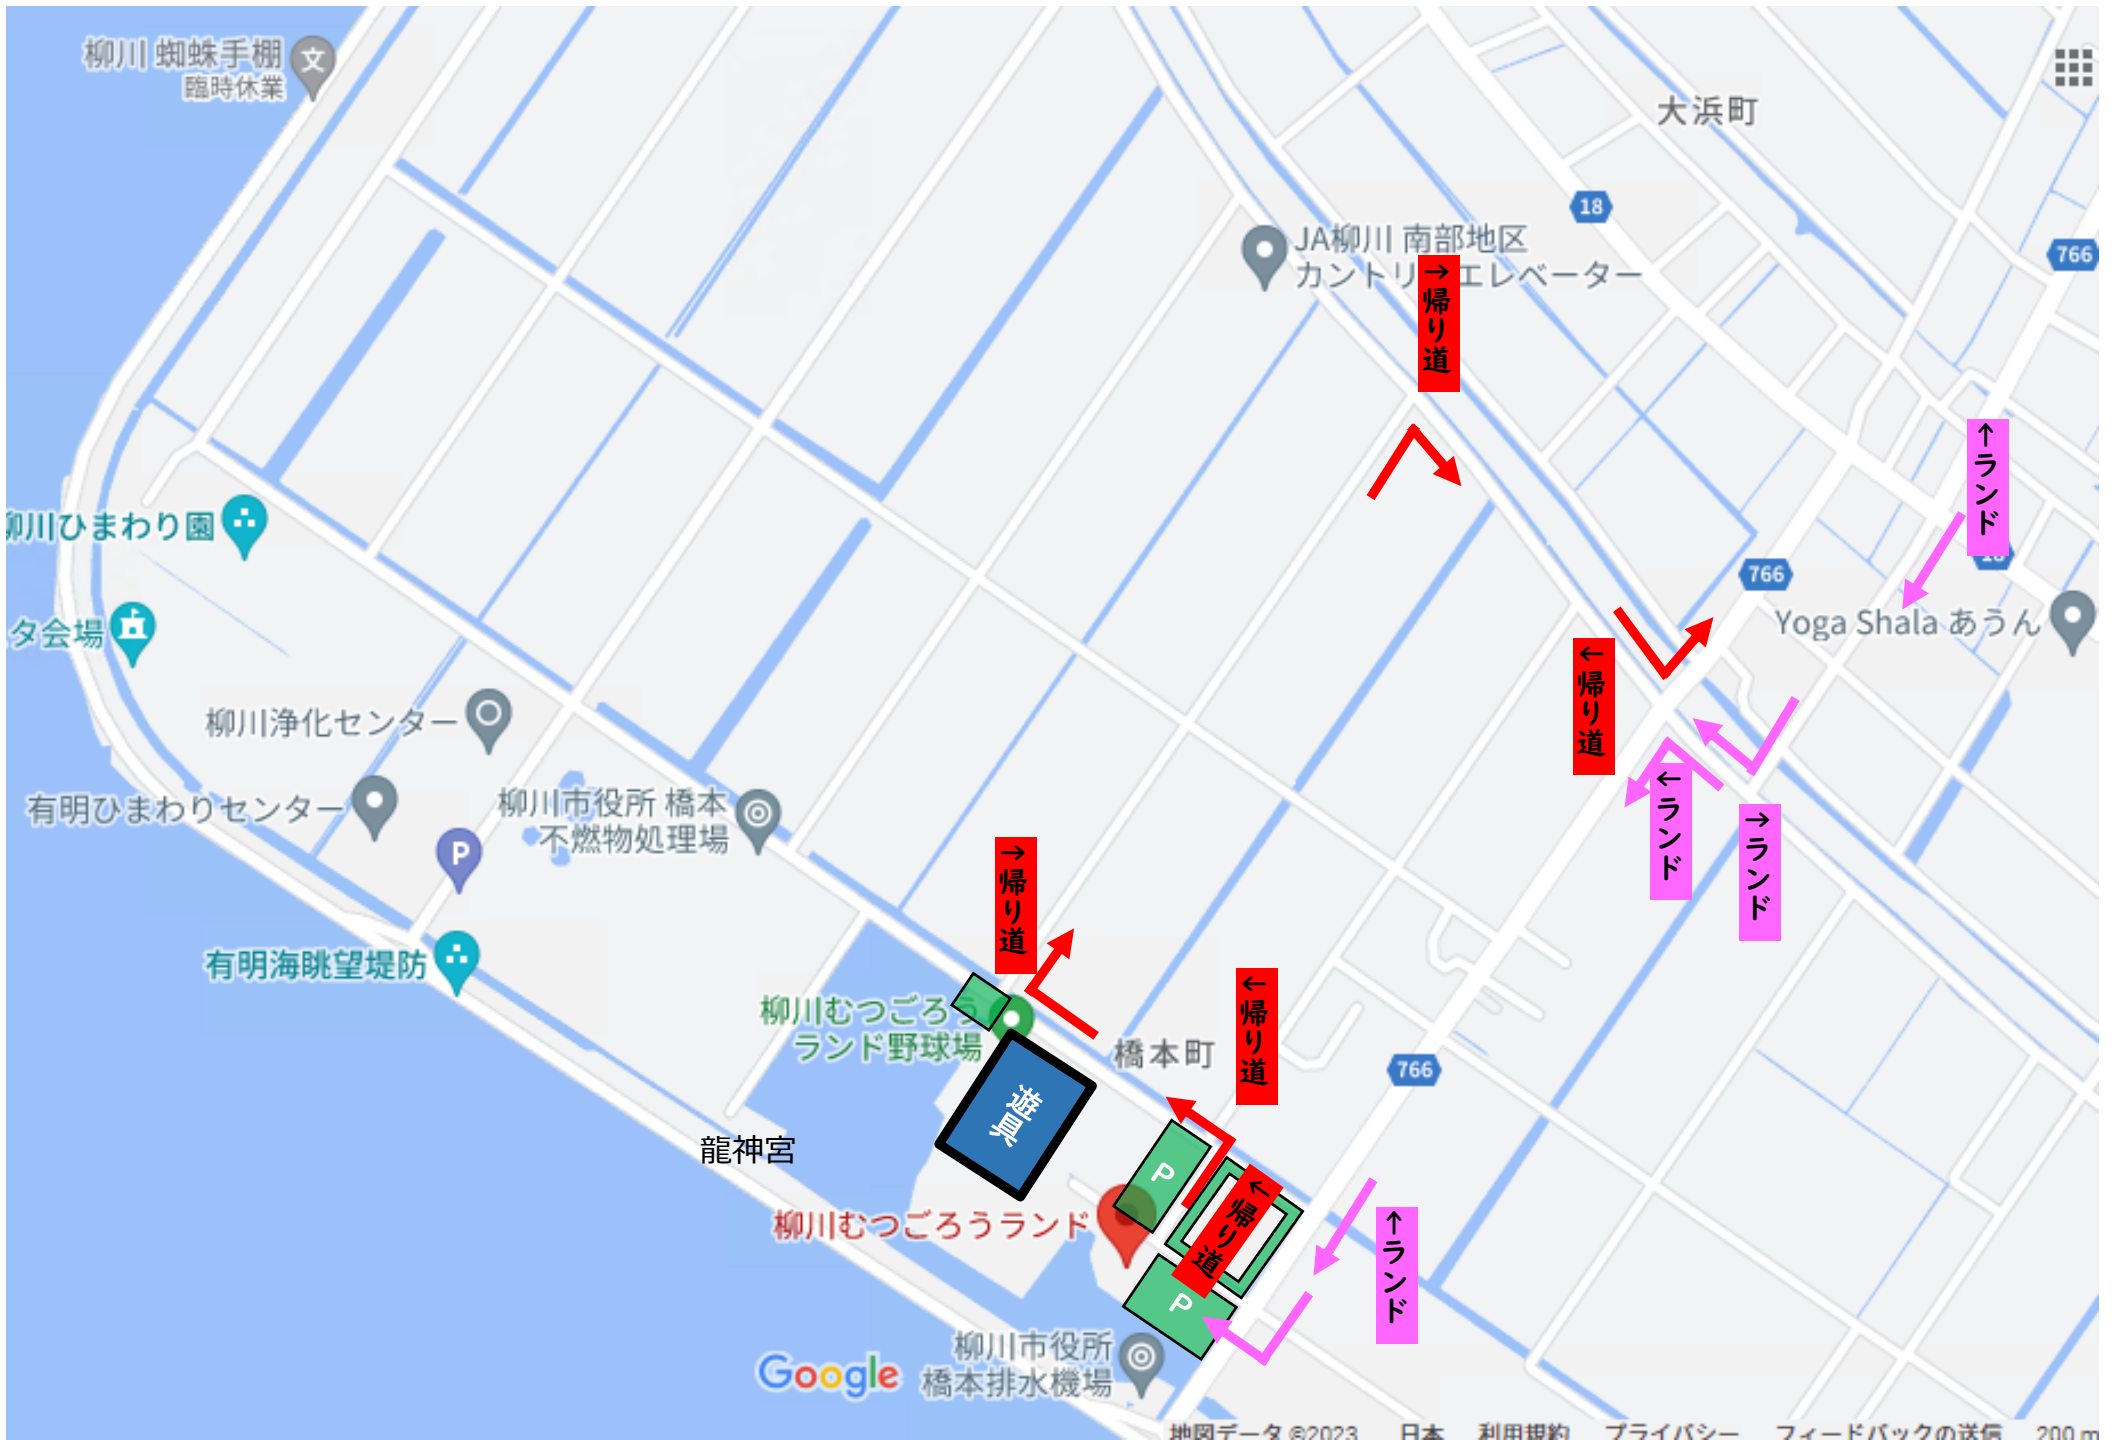 柳川 蜘蛛手棚
臨時休業
文
大浜町
18
766
JA柳川 南部地区
カントリ エレベーター
→帰り道
↑ランド
柳川ひまわり園
766
18
Yoga Shala あうん
タ会場
←帰り道
柳川浄化センター
←ランド
→ランド
有明ひまわりセンター
柳川市役所 橋本
不燃物処理場
P
→帰り道
有明海眺望堤防
←帰り道
柳川むつごろう
ランド野球場
橋本町
766
遊具
龍神宮
P
←帰り道
柳川むつごろうランド
↑ランド
P
柳川市役所
橋本排水機場
Google
地図データ ©2023 日本 利用規約 プライバシー フィードバックの送信 200 m